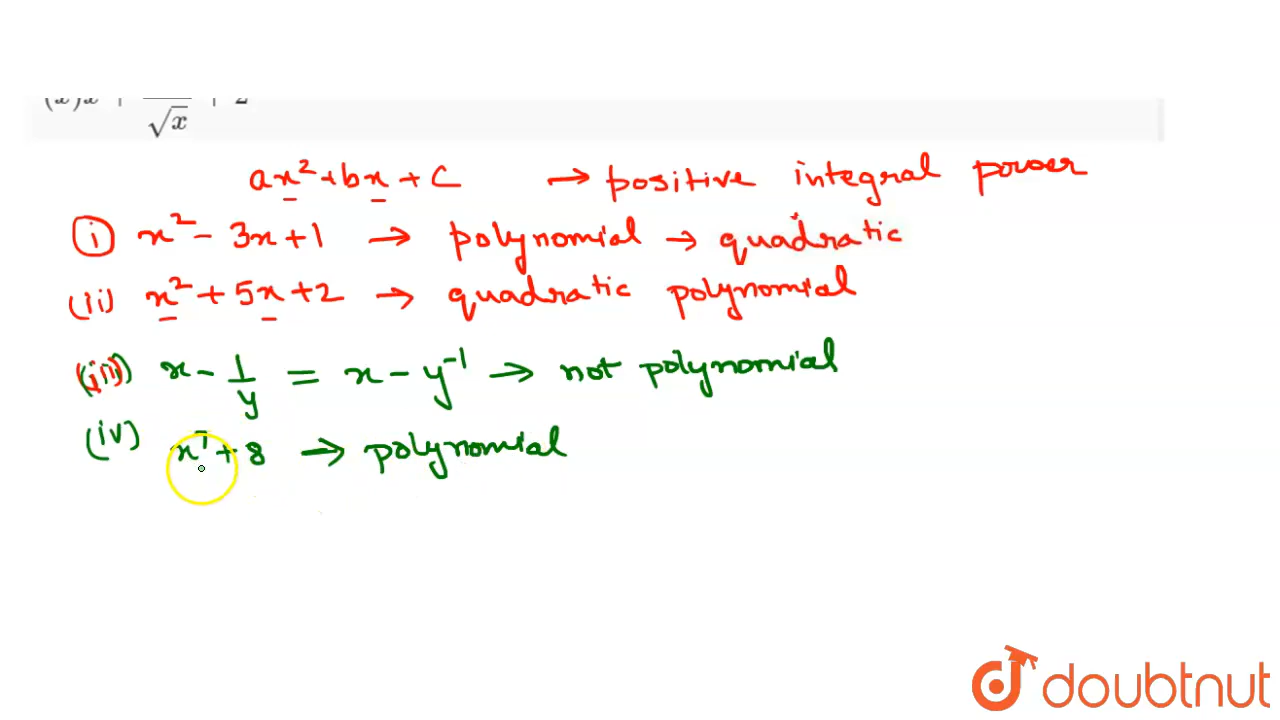 (x)x + √x + 2
ax² + bx + c → positive integral power
(i) x² - 3x + 1 → polynomial → quadratic
(ii) x² + 5x + 2 → quadratic polynomial
(iii) x - 1/y = x - y⁻¹ → not polynomial
(iv) x⁷ + 8 → polynomial
doubtnut